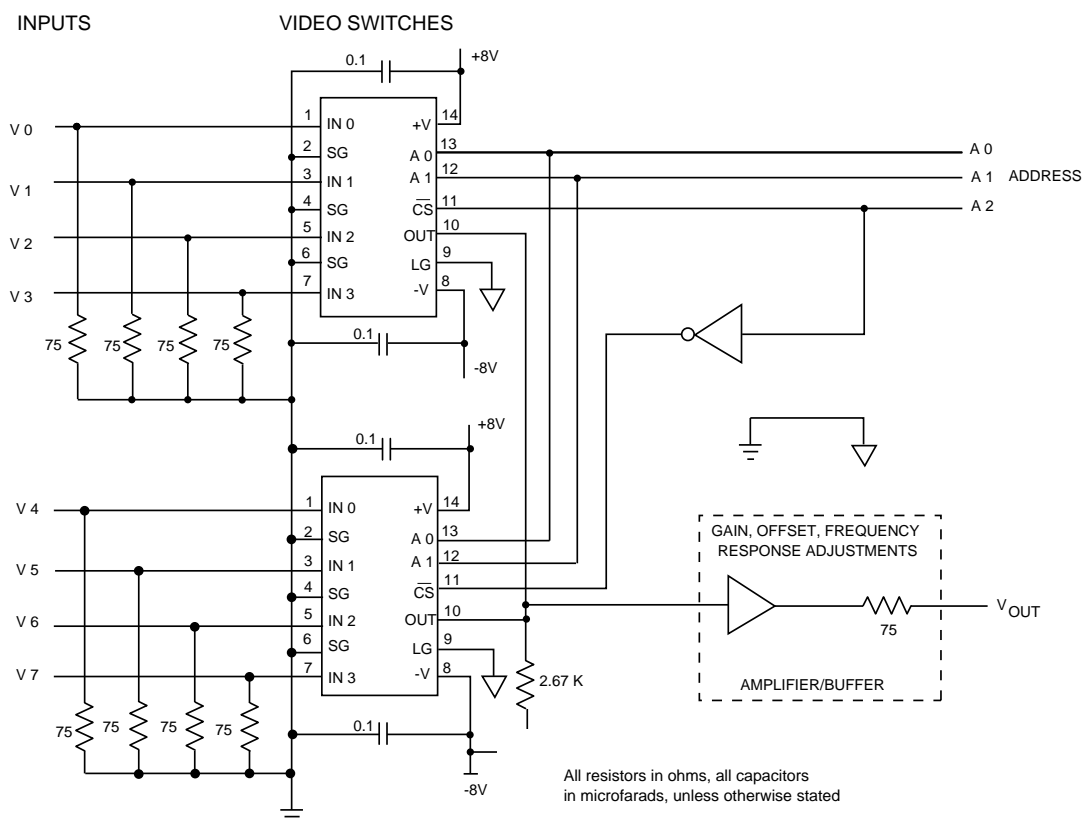 INPUTS
VIDEO SWITCHES
0.1
+8V
V 0
1
IN 0
+V
14
2
SG
A 0
13
A 0
V 1
3
IN 1
A 1
12
A 1 ADDRESS
4
SG
CS
11
A 2
V 2
5
IN 2
OUT
10
6
SG
LG
9
V 3
7
IN 3
-V
8
75
75
75
75
0.1
-8V
0.1
+8V
V 4
1
IN 0
+V
14
2
SG
A 0
13
V 5
3
IN 1
A 1
12
4
SG
CS
11
V 6
5
IN 2
OUT
10
6
SG
LG
9
V 7
7
IN 3
-V
8
75
75
75
75
0.1
-8V
2.67 K
GAIN, OFFSET, FREQUENCY
RESPONSE ADJUSTMENTS
75
VOUT
AMPLIFIER/BUFFER
All resistors in ohms, all capacitors
in microfarads, unless otherwise stated